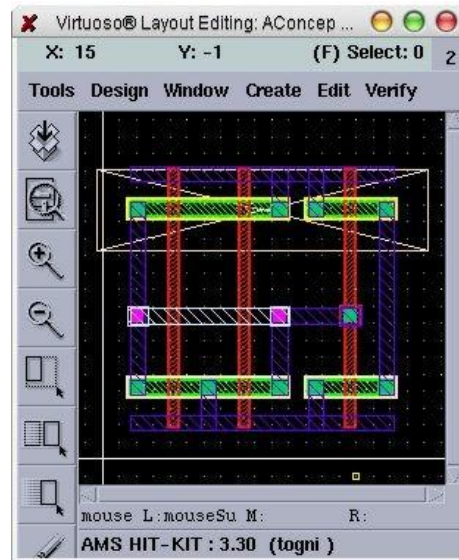 Virtuoso® Layout Editing: AConcep ...
X: 15 Y: -1 (F) Select: 0 2
Tools Design Window Create Edit Verify
mouse L:mouseSu M: R:
AMS HIT-KIT : 3.30 (togni )